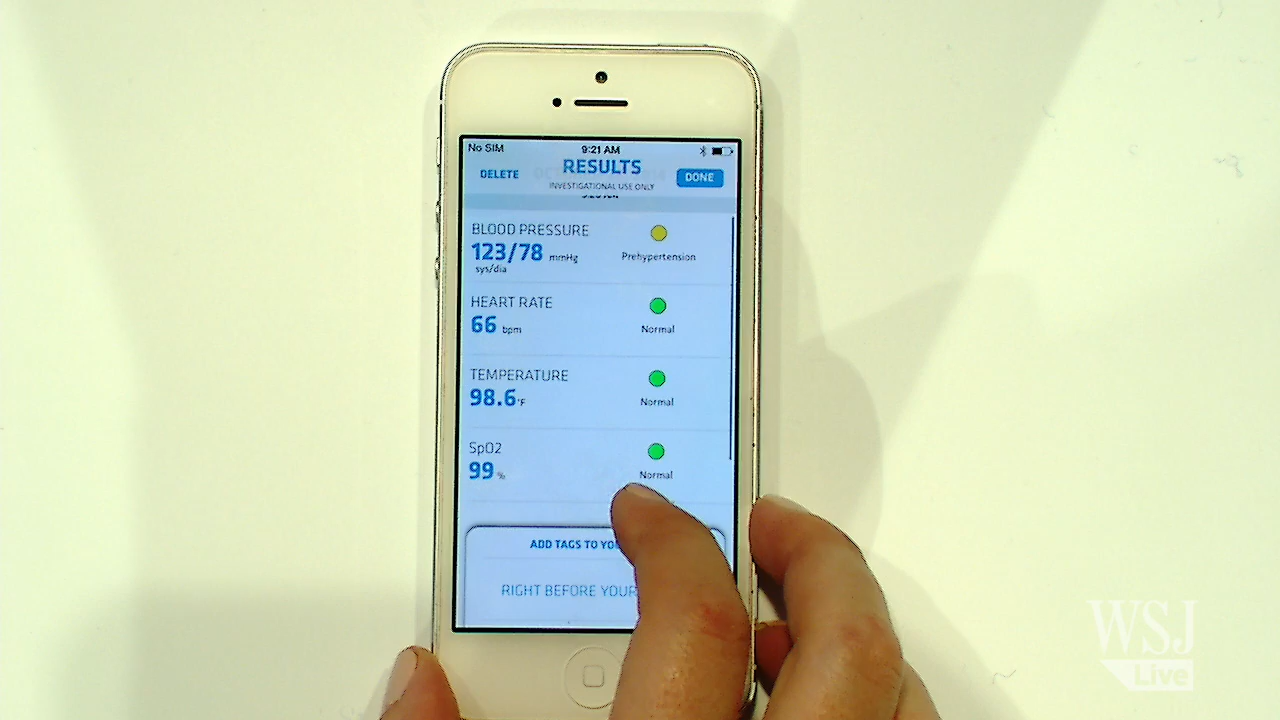 No SIM 9:21 AM
DELETE RESULTS DONE
INVESTIGATIONAL USE ONLY
BLOOD PRESSURE
123/78 mmHg
sys/dia
Prehypertension
HEART RATE
66 bpm
Normal
TEMPERATURE
98.6°F
Normal
SpO2
99 %
Normal
ADD TAGS TO
RIGHT BEFORE YOUR
WSJ
Live